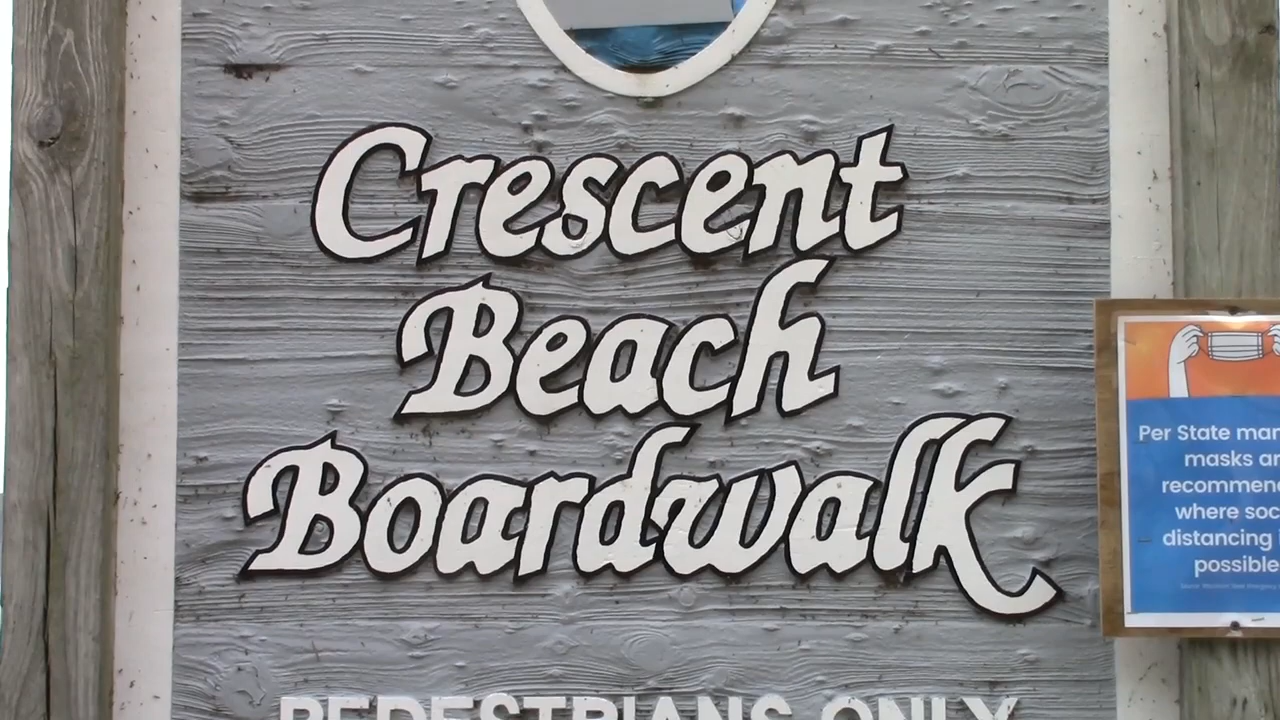 Crescent
Beach
Boardwalk
PEDESTRIANS ONLY
Per State man
masks ar
recommen
where soc
distancing i
possible